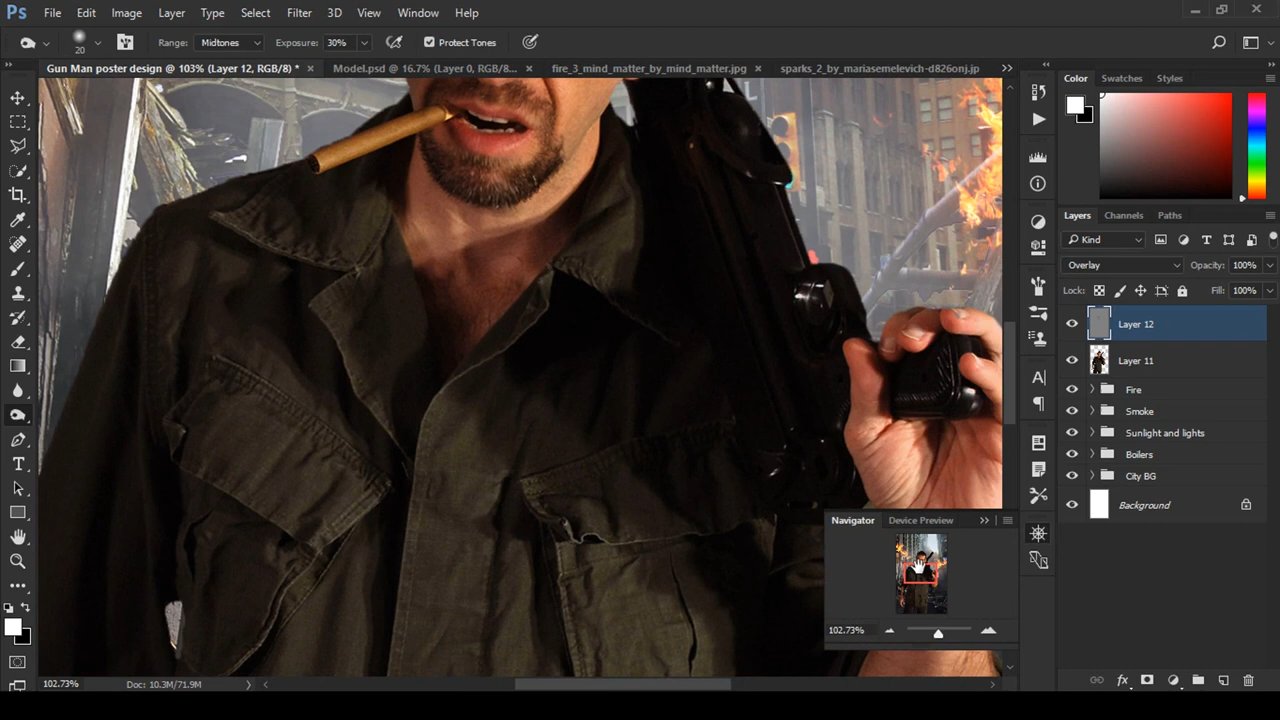 Ps File Edit Image Layer Type Select Filter 3D View Window Help
20 Range: Midtones Exposure: 30% Protect Tones
Gun Man poster design @ 103% (Layer 12, RGB/8) * × Model.psd @ 16.7% (Layer 0, RGB/8... × fire_3_mind_matter_by_mind_matter.jpg × sparks_2_by_mariasemelevich-d826onj.jp
Color Swatches Styles
Layers Channels Paths
Kind
Overlay Opacity: 100%
Lock: Fill: 100%
Layer 12
Layer 11
Fire
Smoke
Sunlight and lights
Boilers
City BG
Background
Navigator Device Preview
102.73%
102.73% Doc: 10.3M/71.9M